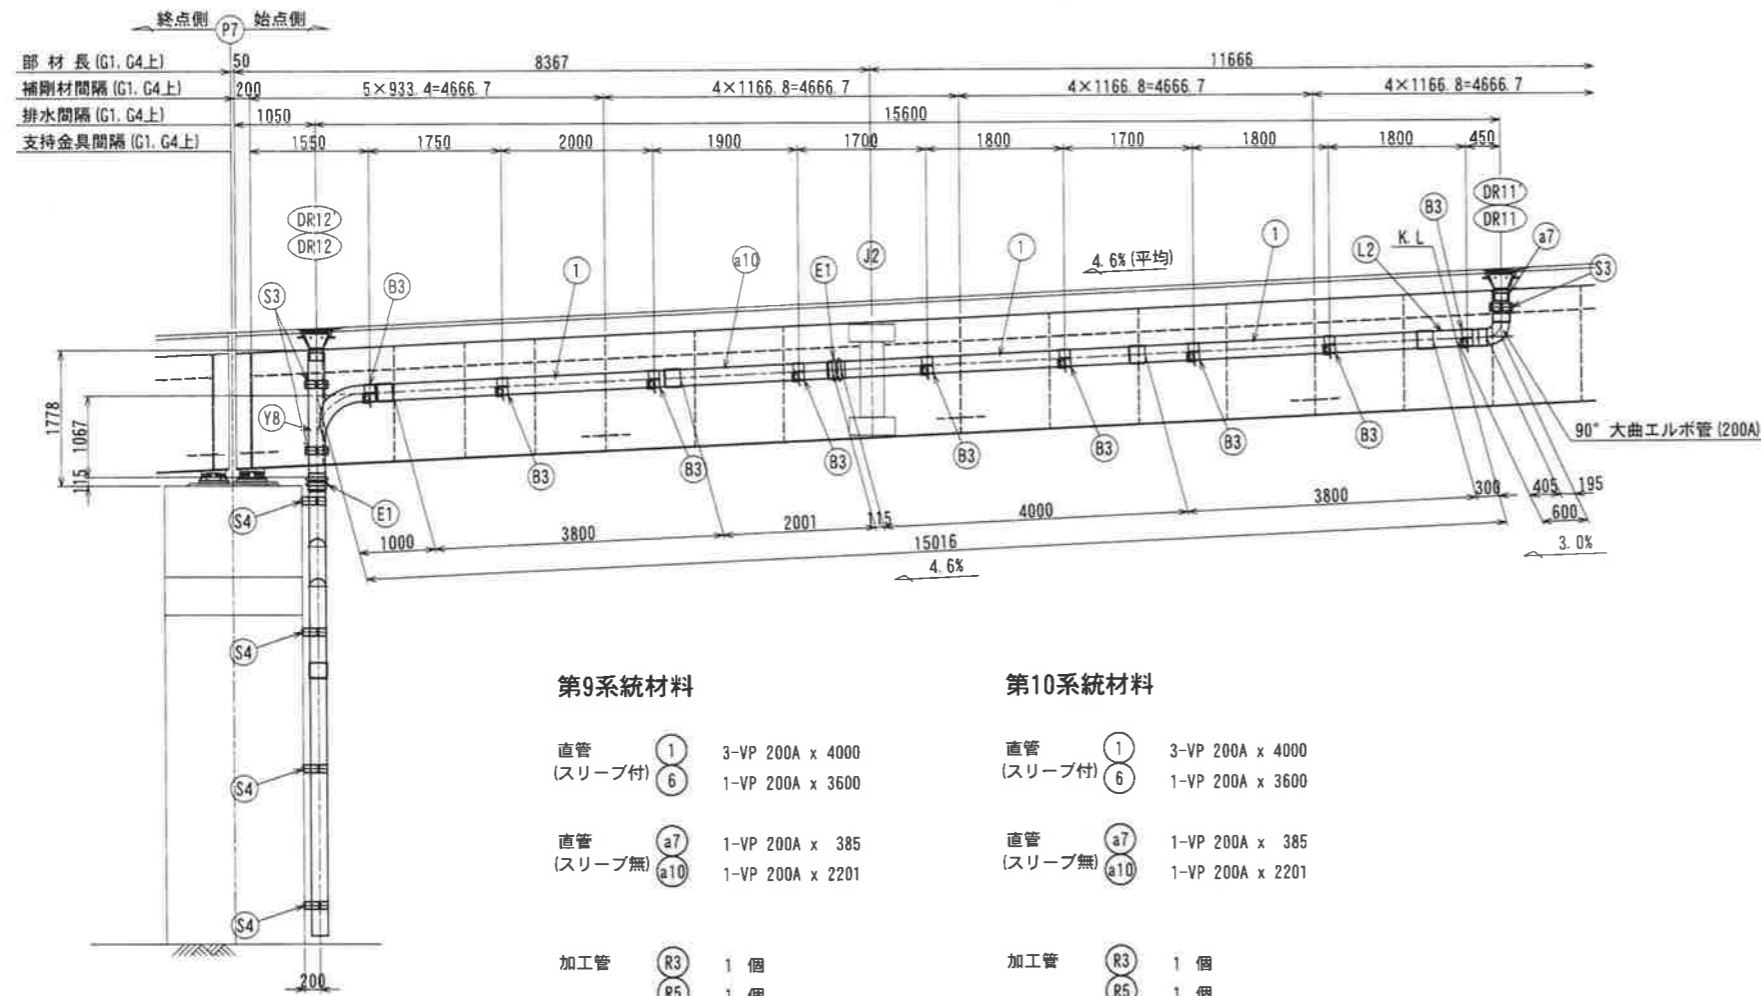 終点側 P7 始点側
部材長(G1. G4上) 50 8367 11666
補剛材間隔(G1. G4上) 200 5×933.4=4666.7 4×1166.8=4666.7 4×1166.8=4666.7 4×1166.8=4666.7
排水間隔(G1. G4上) 1050 15600
支持金具間隔(G1. G4上) 1550 1750 2000 1900 1700 1800 1700 1800 1800 450
DR12' DR11'
DR12 DR11
B3 K.L a7
S3 B3 1 a10 E1 J2 1 4.6%(平均) 1 L2 S3
Y8
1778 1067 115
B3 B3 B3 B3 B3 B3 B3
90° 大曲エルボ管(200A)
S4 E1
1000 3800 2001 115 4000 3800 300 405 195
600
15016
4.6% 3.0%
S4
S4
S4
200
第9系統材料 第10系統材料
直管 1 3-VP 200A x 4000 直管 1 3-VP 200A x 4000
(スリーブ付) 6 1-VP 200A x 3600 (スリーブ付) 6 1-VP 200A x 3600
直管 a7 1-VP 200A x 385 直管 a7 1-VP 200A x 385
(スリーブ無) a10 1-VP 200A x 2201 (スリーブ無) a10 1-VP 200A x 2201
加工管 R3 1 個 加工管 R3 1 個
R5 1 個 R5 1 個